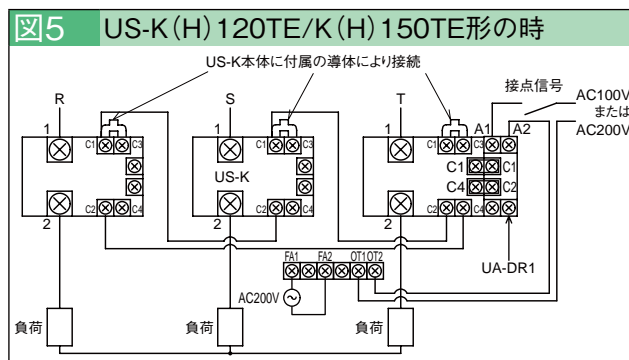 図5 US-K(H)120TE/K(H)150TE形の時
US-K本体に付属の導体により接続
接点信号
AC100V
または
AC200V
R
S
T
1
1
1
A1
A2
C1
C3
C1
C3
C1
C3
C1
C1
US-K
C4
C2
C2
C4
C2
C4
C2
C4
2
2
2
FA1
FA2
OT1
OT2
UA-DR1
AC200V
負荷
負荷
負荷